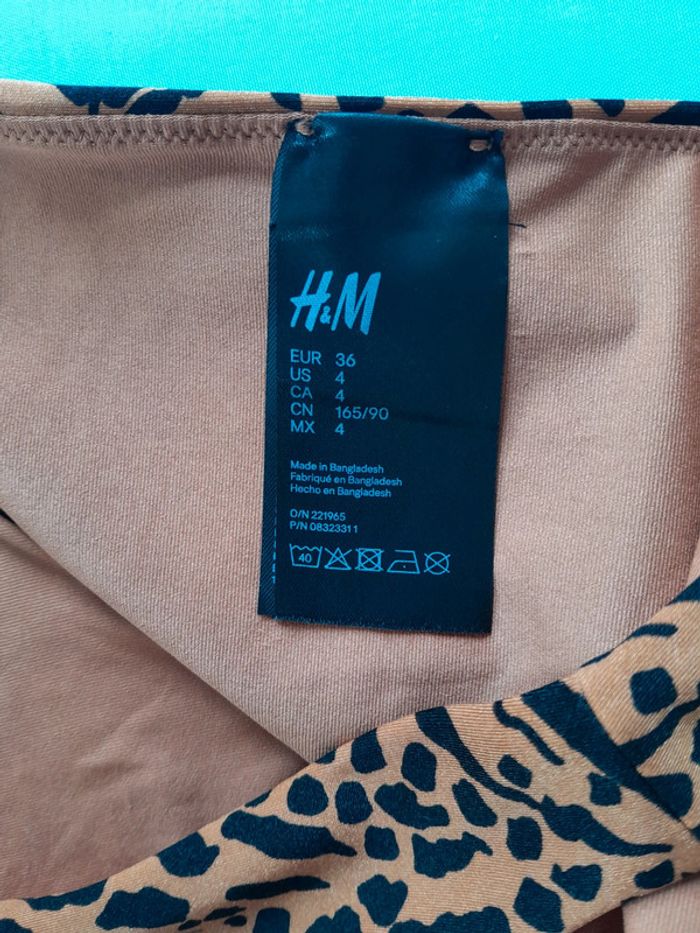 H&M
EUR 36
US 4
CA 4
CN 165/90
MX 4
Made in Bangladesh
Fabriqué en Bangladesh
Hecho en Bangladesh
O/N 221965
P/N 08323311
40